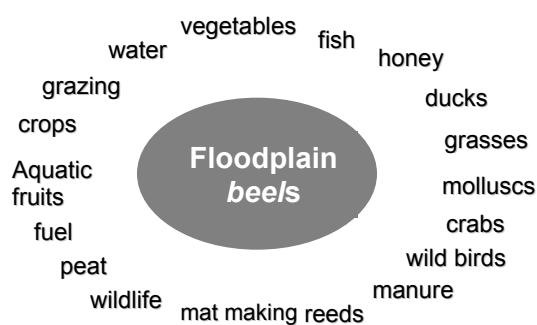 vegetables
fish
honey
ducks
grasses
molluscs
crabs
wild birds
manure
mat making reeds
wildlife
peat
fuel
Aquatic
fruits
crops
grazing
water
Floodplain
beels